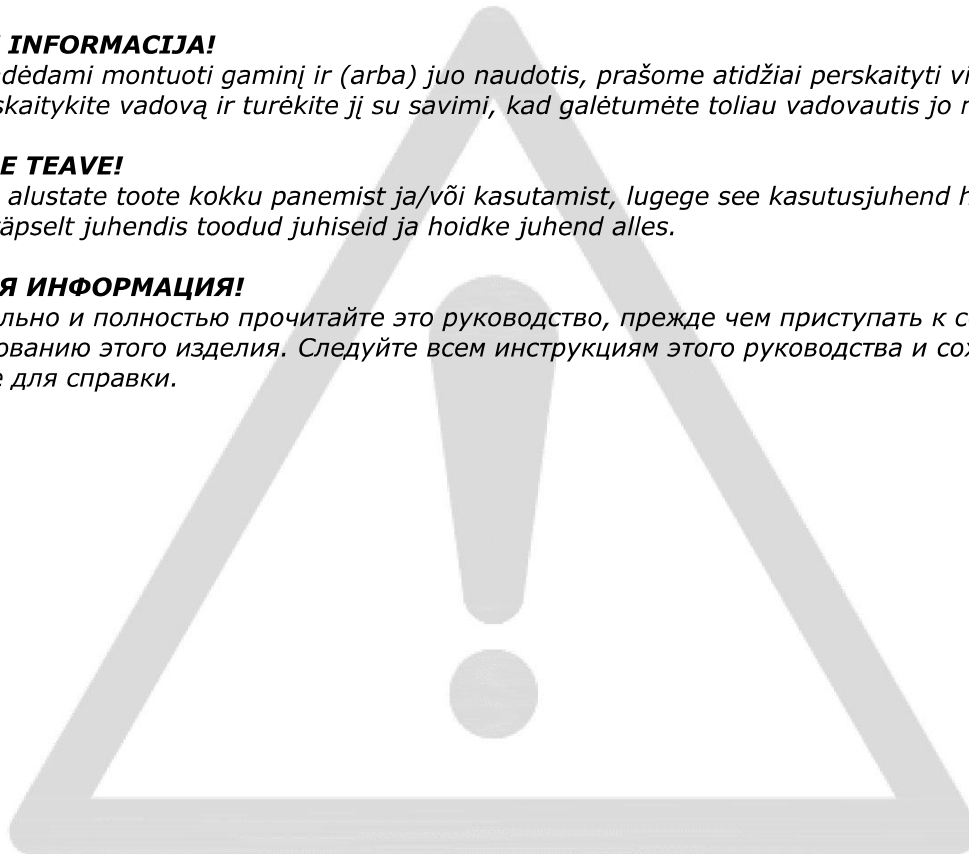 INFORMACIJA!
dėdami montuoti gaminį ir (arba) juo naudotis, prašome atidžiai perskaityti vi
skaitykite vadovą ir turėkite jį su savimi, kad galėtumėte toliau vadovautis jo
E TEAVE!
alustate toote kokku panemist ja/või kasutamist, lugege see kasutusjuhend h
äpselt juhendis toodud juhiseid ja hoidke juhend alles.
Я ИНФОРМАЦИЯ!
льно и полностью прочитайте это руководство, прежде чем приступать к с
ованию этого изделия. Следуйте всем инструкциям этого руководства и сох
для справки.